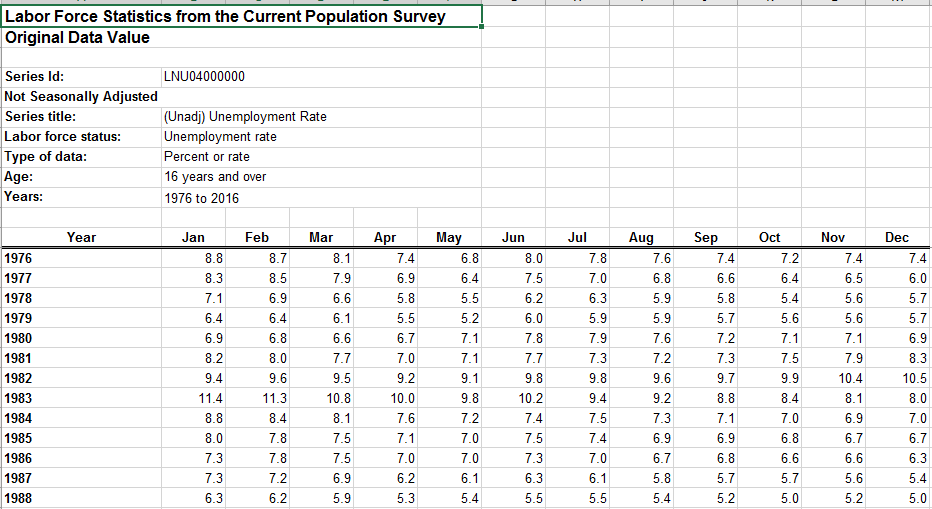 Labor Force Statistics from the Current Population Survey
Original Data Value
Series Id: LNU04000000
Not Seasonally Adjusted
Series title: (Unadj) Unemployment Rate
Labor force status: Unemployment rate
Type of data: Percent or rate
Age: 16 years and over
Years: 1976 to 2016
Year Jan Feb Mar Apr May Jun Jul Aug Sep Oct Nov Dec
1976 8.8 8.7 8.1 7.4 6.8 8.0 7.8 7.6 7.4 7.2 7.4 7.4
1977 8.3 8.5 7.9 6.9 6.4 7.5 7.0 6.8 6.6 6.4 6.5 6.0
1978 7.1 6.9 6.6 5.8 5.5 6.2 6.3 5.9 5.8 5.4 5.6 5.7
1979 6.4 6.4 6.1 5.5 5.2 6.0 5.9 5.9 5.7 5.6 5.6 5.7
1980 6.9 6.8 6.6 6.7 7.1 7.8 7.9 7.6 7.2 7.1 7.1 6.9
1981 8.2 8.0 7.7 7.0 7.1 7.7 7.3 7.2 7.3 7.5 7.9 8.3
1982 9.4 9.6 9.5 9.2 9.1 9.8 9.8 9.6 9.7 9.9 10.4 10.5
1983 11.4 11.3 10.8 10.0 9.8 10.2 9.4 9.2 8.8 8.4 8.1 8.0
1984 8.8 8.4 8.1 7.6 7.2 7.4 7.5 7.3 7.1 7.0 6.9 7.0
1985 8.0 7.8 7.5 7.1 7.0 7.5 7.4 6.9 6.9 6.8 6.7 6.7
1986 7.3 7.8 7.5 7.0 7.0 7.3 7.0 6.7 6.8 6.6 6.6 6.3
1987 7.3 7.2 6.9 6.2 6.1 6.3 6.1 5.8 5.7 5.7 5.6 5.4
1988 6.3 6.2 5.9 5.3 5.4 5.5 5.5 5.4 5.2 5.0 5.2 5.0